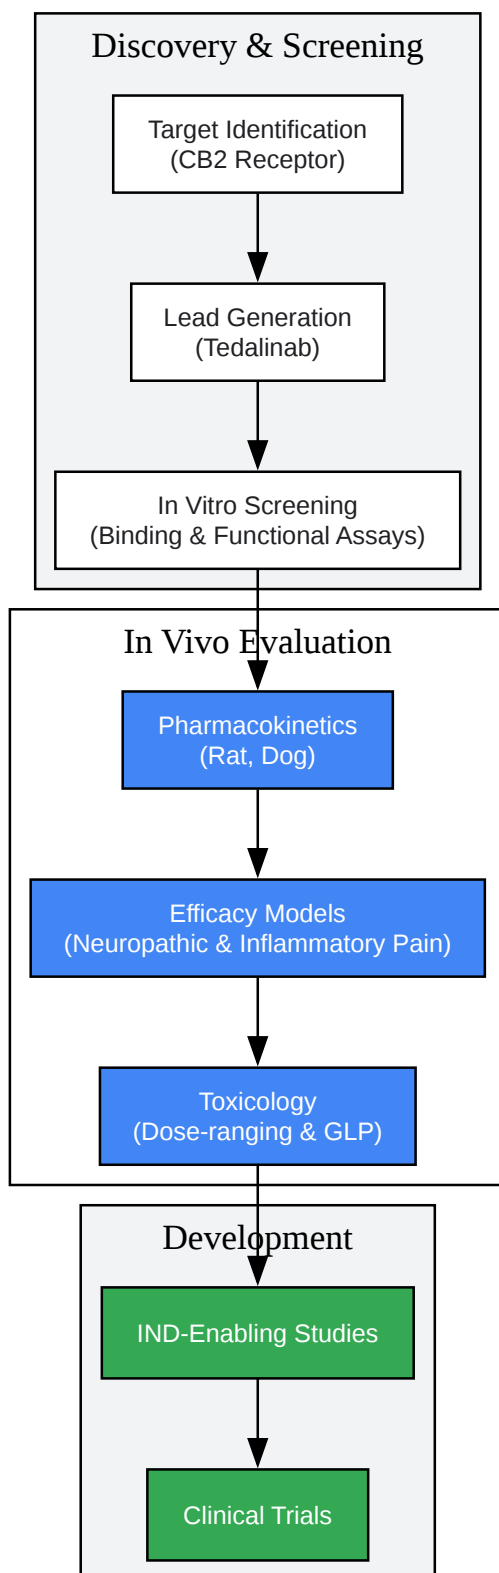 Discovery & Screening
Target Identification
(CB2 Receptor)
Lead Generation
(Tedalinab)
In Vitro Screening
(Binding & Functional Assays)
In Vivo Evaluation
Pharmacokinetics
(Rat, Dog)
Efficacy Models
(Neuropathic & Inflammatory Pain)
Toxicology
(Dose-ranging & GLP)
Development
IND-Enabling Studies
Clinical Trials